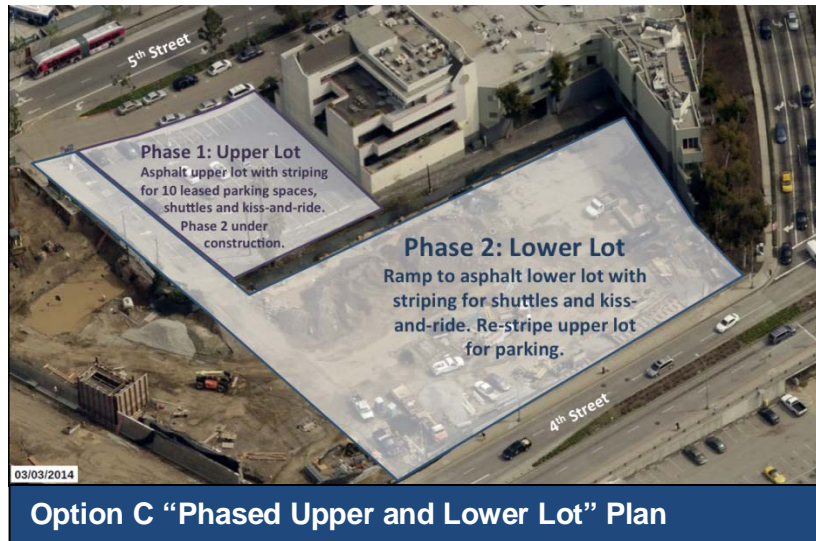 5th Street
Phase 1: Upper Lot
Asphalt upper lot with striping
for 10 leased parking spaces,
shuttles and kiss-and-ride.
Phase 2 under
construction.
Phase 2: Lower Lot
Ramp to asphalt lower lot with
striping for shuttles and kiss-
and-ride. Re-stripe upper lot
for parking.
4th Street
03/03/2014
Option C “Phased Upper and Lower Lot” Plan